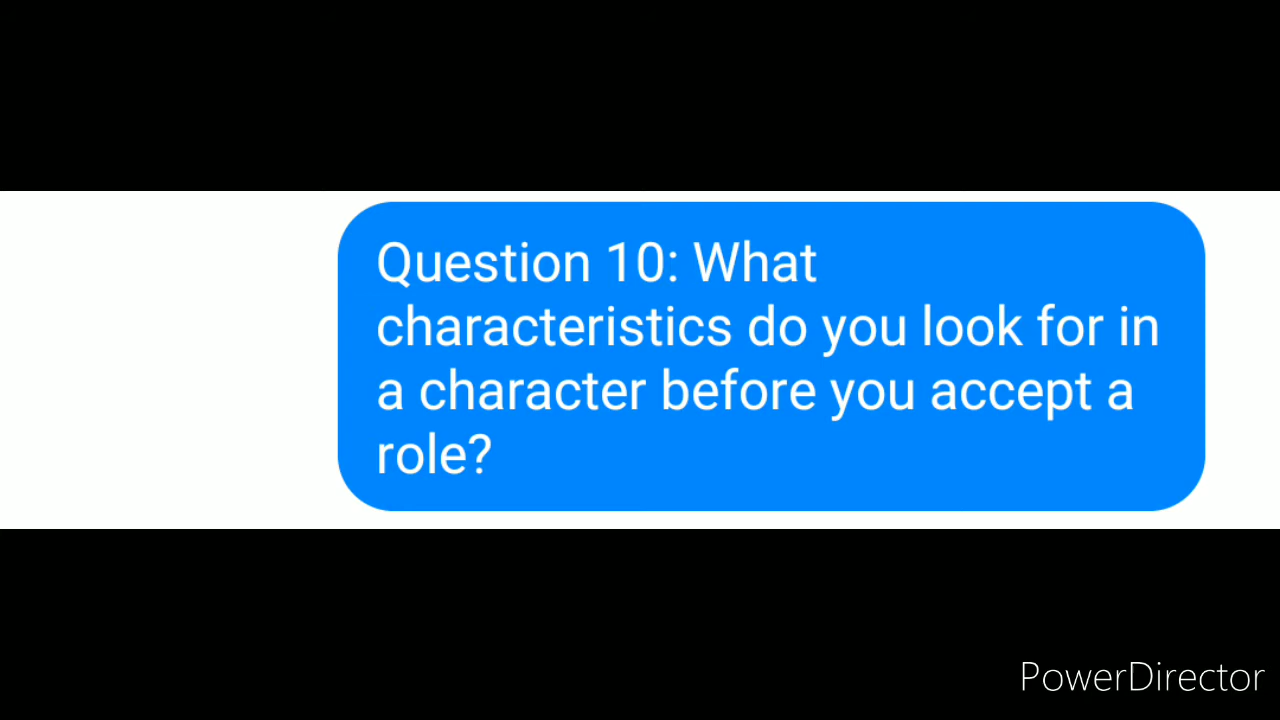 Question 10: What
characteristics do you look for in
a character before you accept a
role?
PowerDirector